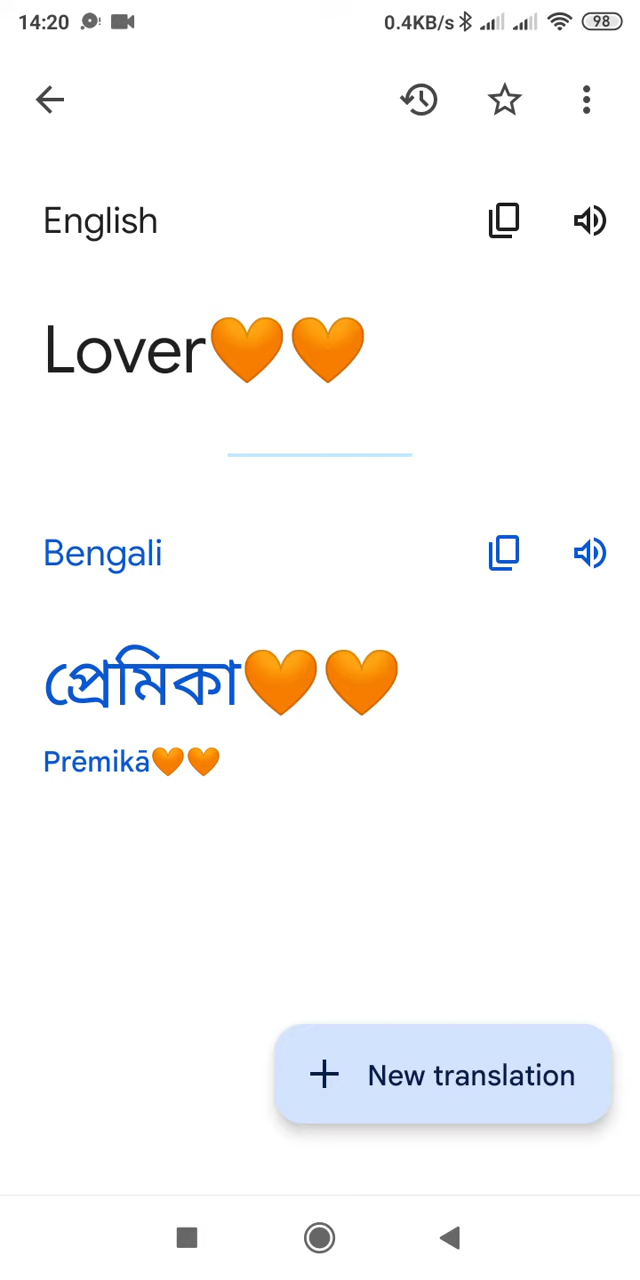 14:20 0.4KB/s 98
English
Lover🧡🧡
Bengali
প্রেমিকা🧡🧡
Prēmikā🧡🧡
+ New translation